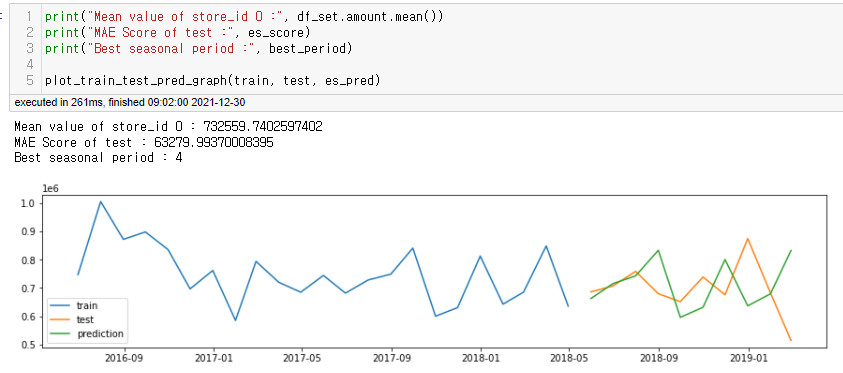 1 print("Mean value of store_id 0 :", df_set.amount.mean())
2 print("MAE Score of test :", es_score)
3 print("Best seasonal period :", best_period)
4
5 plot_train_test_pred_graph(train, test, es_pred)
executed in 261ms, finished 09:02:00 2021-12-30
Mean value of store_id 0 : 732559.7402597402
MAE Score of test : 63279.99370008395
Best seasonal period : 4
1e6
1.0
0.9
0.8
0.7
0.6
0.5
train
test
prediction
2016-09 2017-01 2017-05 2017-09 2018-01 2018-05 2018-09 2019-01